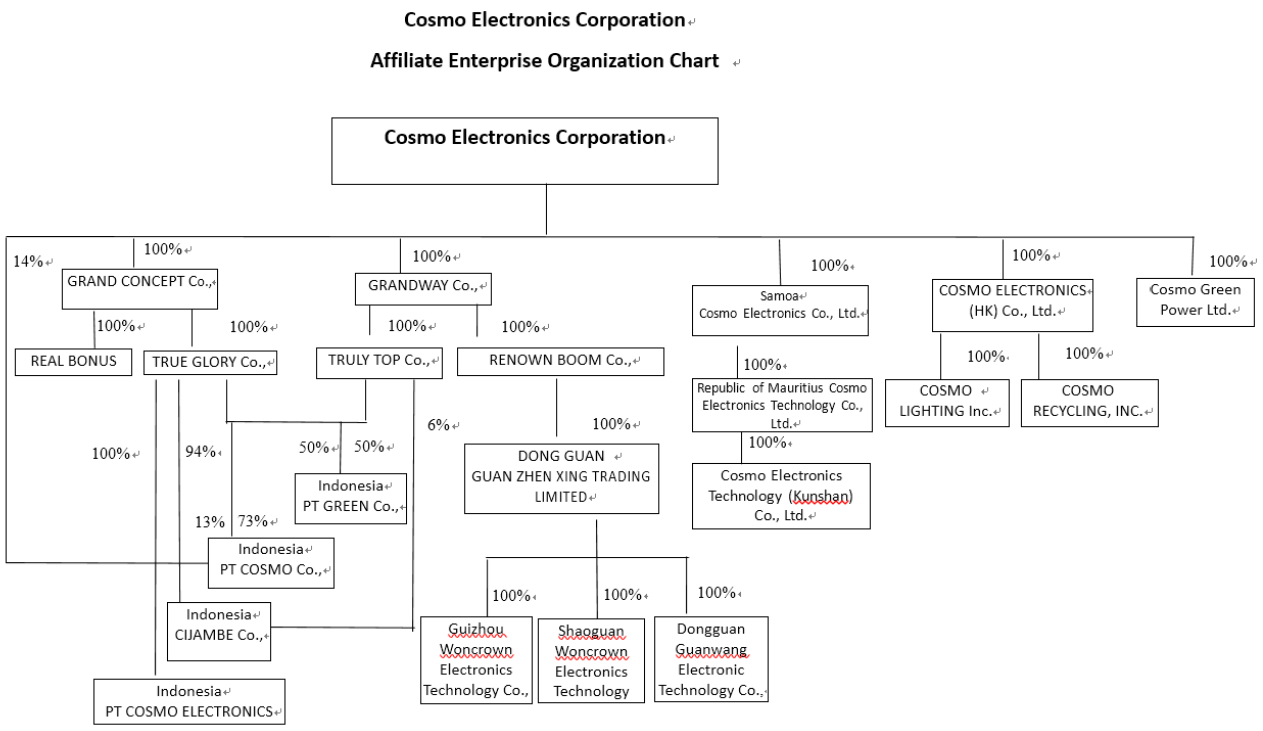 Cosmo Electronics Corporation
Affiliate Enterprise Organization Chart
Cosmo Electronics Corporation
14%
100%
100%
100%
100%
100%
GRAND CONCEPT Co.,
GRANDWAY Co.,
Samoa
Cosmo Electronics Co., Ltd.
COSMO ELECTRONICS
(HK) Co., Ltd.
Cosmo Green
Power Ltd.
100%
100%
100%
100%
100%
100%
100%
REAL BONUS
TRUE GLORY Co.,
TRULY TOP Co.,
RENOWN BOOM Co.,
Republic of Mauritius Cosmo
Electronics Technology Co.,
Ltd.
COSMO
LIGHTING Inc.
COSMO
RECYCLING, INC.
100%
94%
50%
50%
6%
100%
100%
Indonesia
PT GREEN Co.,
DONG GUAN
GUAN ZHEN XING TRADING
LIMITED
Cosmo Electronics
Technology (Kunshan)
Co., Ltd.
13%
73%
Indonesia
PT COSMO Co.,
Indonesia
CIJAMBE Co.,
100%
100%
100%
Guizhou
Woncrown
Electronics
Technology Co.,
Shaoguan
Woncrown
Electronics
Technology
Dongguan
Guanwang
Electronic
Technology Co.,
Indonesia
PT COSMO ELECTRONICS